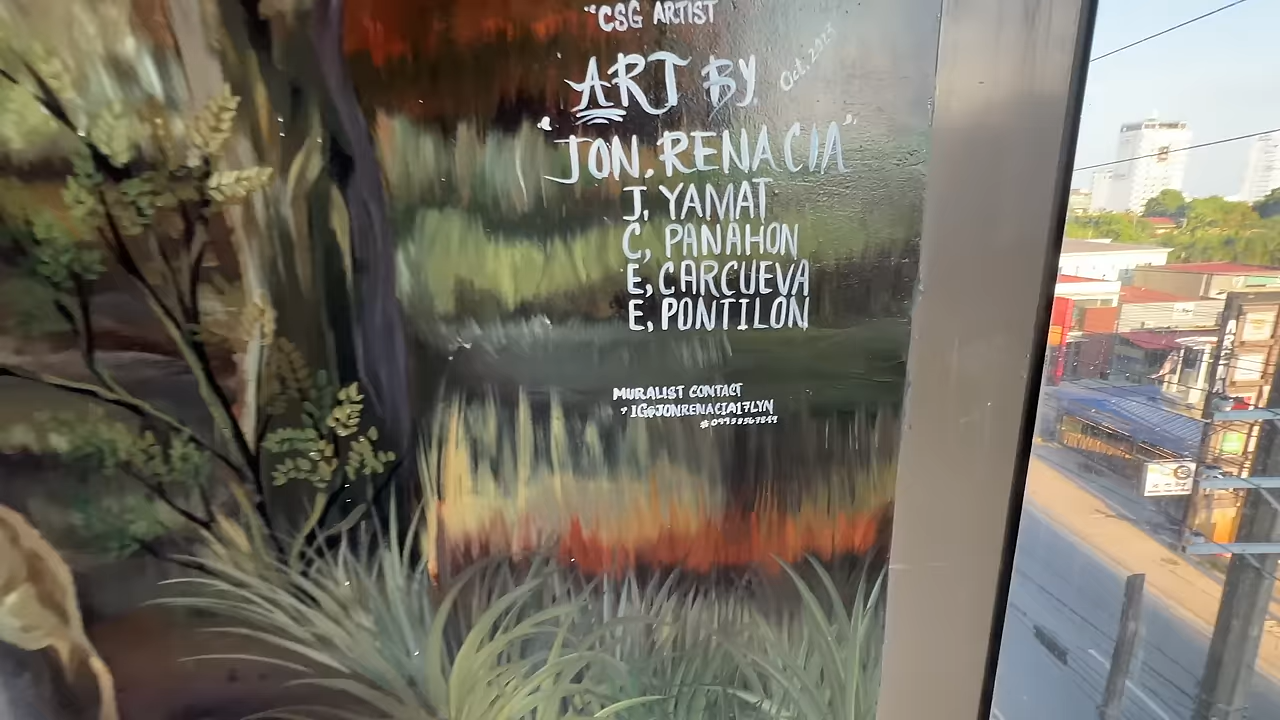 "CSG ARTIST
ART BY
Oct. 2023
"JON. RENACIA"
J. YAMAT
C, PANAHON
E, CARCUEVA
E, PONTILON
MURALIST CONTACT
IG@JONRENACIA17LYN